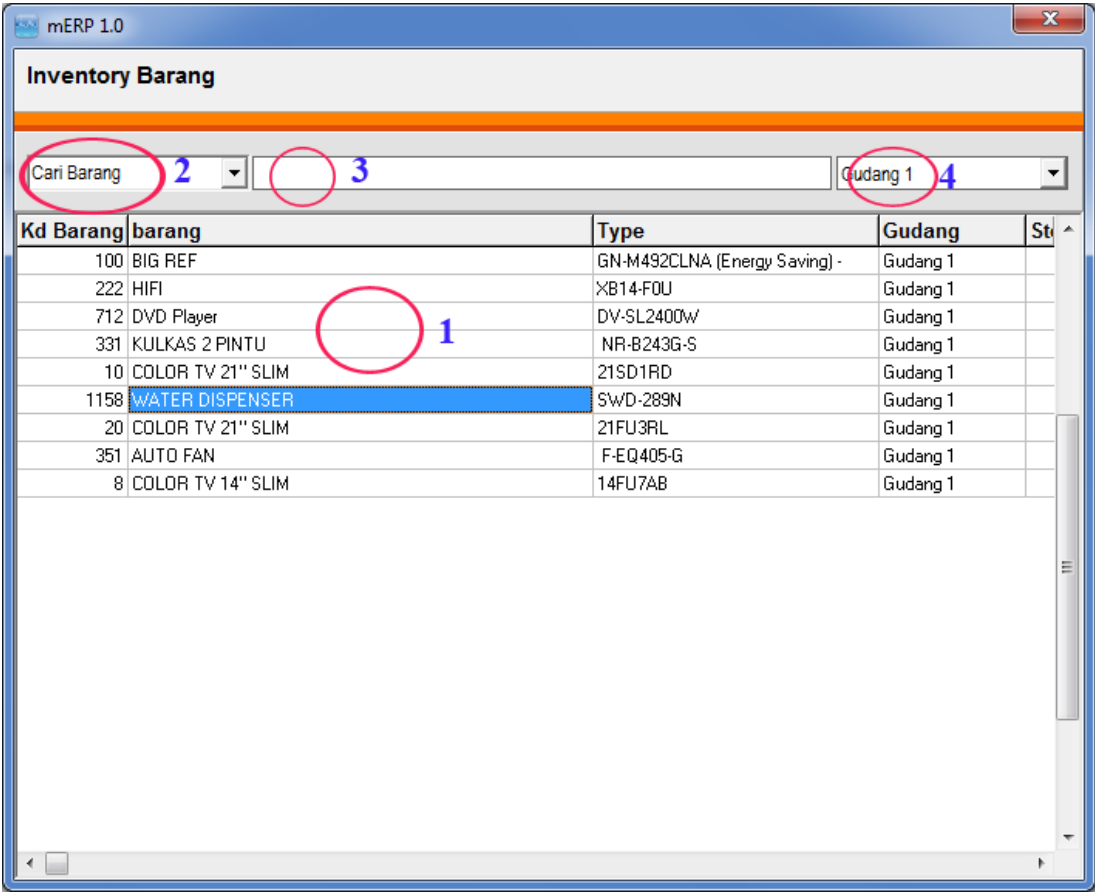 mERP 1.0
Inventory Barang
Cari Barang 2 3 Gudang 1 4
Kd Barang barang Type Gudang
100 BIG REF GN-M492CLNA (Energy Saving) - Gudang 1
222 HIFI XB14-F0U Gudang 1
712 DVD Player DV-SL2400W Gudang 1
1
331 KULKAS 2 PINTU NR-B243G-S Gudang 1
10 COLOR TV 21" SLIM 21SD1RD Gudang 1
1158 WATER DISPENSER SWD-289N Gudang 1
20 COLOR TV 21" SLIM 21FU3RL Gudang 1
351 AUTO FAN F-EQ405-G Gudang 1
8 COLOR TV 14" SLIM 14FU7AB Gudang 1